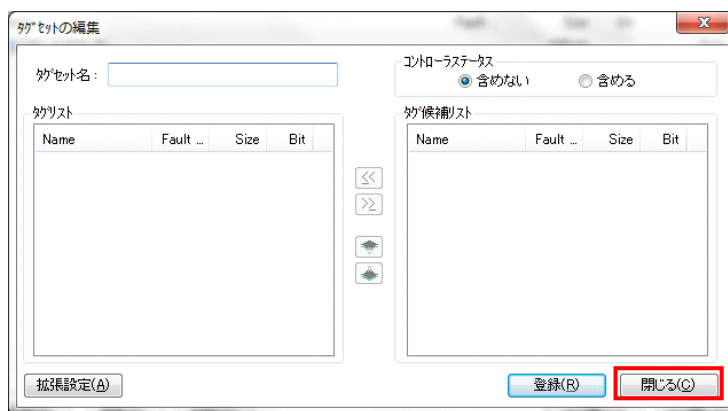 タグセットの編集
タグセット名:
コントローラステータス
含めない 含める
タグリスト
Name Fault ... Size Bit
タグ候補リスト
Name Fault ... Size Bit
<<
>>
拡張設定(A)
登録(R)
閉じる(C)